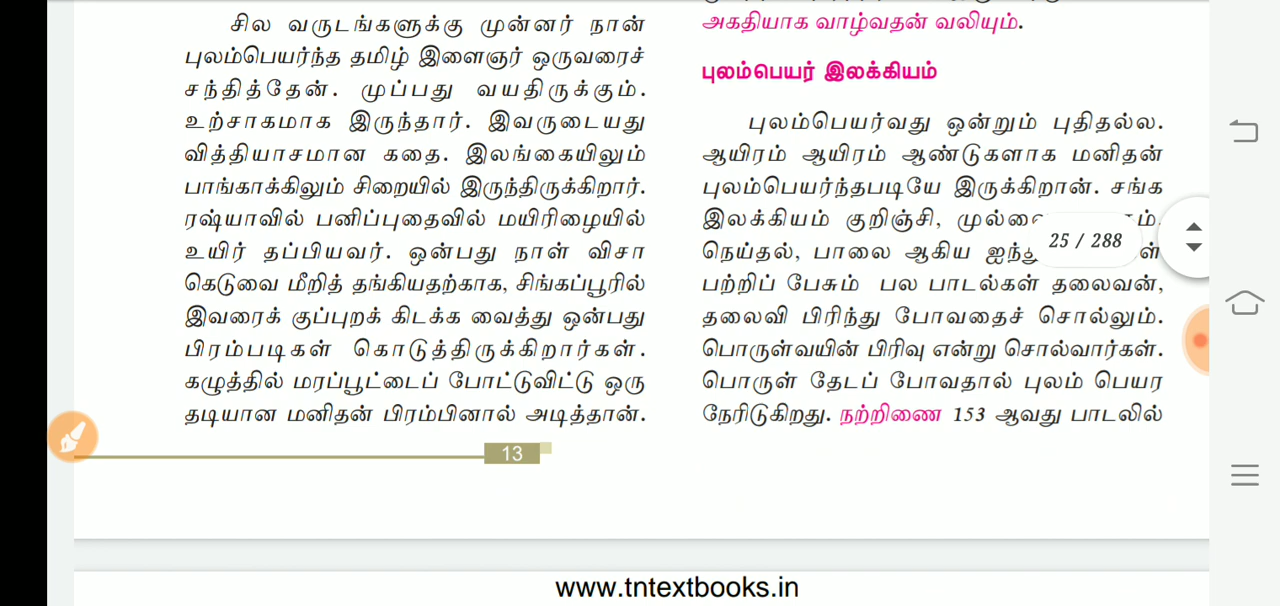 சில வருடங்களுக்கு முன்னர் நான்
புலம்பெயர்ந்த தமிழ் இளைஞர் ஒருவரைச்
சந்தித்தேன். முப்பது வயதிருக்கும்.
உற்சாகமாக இருந்தார். இவருடையது
வித்தியாசமான கதை. இலங்கையிலும்
பாங்காக்கிலும் சிறையில் இருந்திருக்கிறார்.
ரஷ்யாவில் பனிப்புதைவில் மயிரிழையில்
உயிர் தப்பியவர். ஒன்பது நாள் விசா
கெடுவை மீறித் தங்கியதற்காக, சிங்கப்பூரில்
இவரைக் குப்புறக் கிடக்க வைத்து ஒன்பது
பிரம்படிகள் கொடுத்திருக்கிறார்கள்.
கழுத்தில் மரப்பூட்டைப் போட்டுவிட்டு ஒரு
தடியான மனிதன் பிரம்பினால் அடித்தான்.
13
அகதியாக வாழ்வதன் வலியும்.
புலம்பெயர் இலக்கியம்
புலம்பெயர்வது ஒன்றும் புதிதல்ல.
ஆயிரம் ஆயிரம் ஆண்டுகளாக மனிதன்
புலம்பெயர்ந்தபடியே இருக்கிறான். சங்க
இலக்கியம் குறிஞ்சி,
நெய்தல், பாலை ஆகிய
பற்றிப் பேசும் பல பாடல்கள் தலைவன்,
தலைவி பிரிந்து போவதைச் சொல்லும்.
பொருள்வயின் பிரிவு என்று சொல்வார்கள்.
பொருள் தேடப் போவதால் புலம் பெயர
நேரிடுகிறது. நற்றிணை 153 ஆவது பாடலில்
25 / 288
www.tntextbooks.in